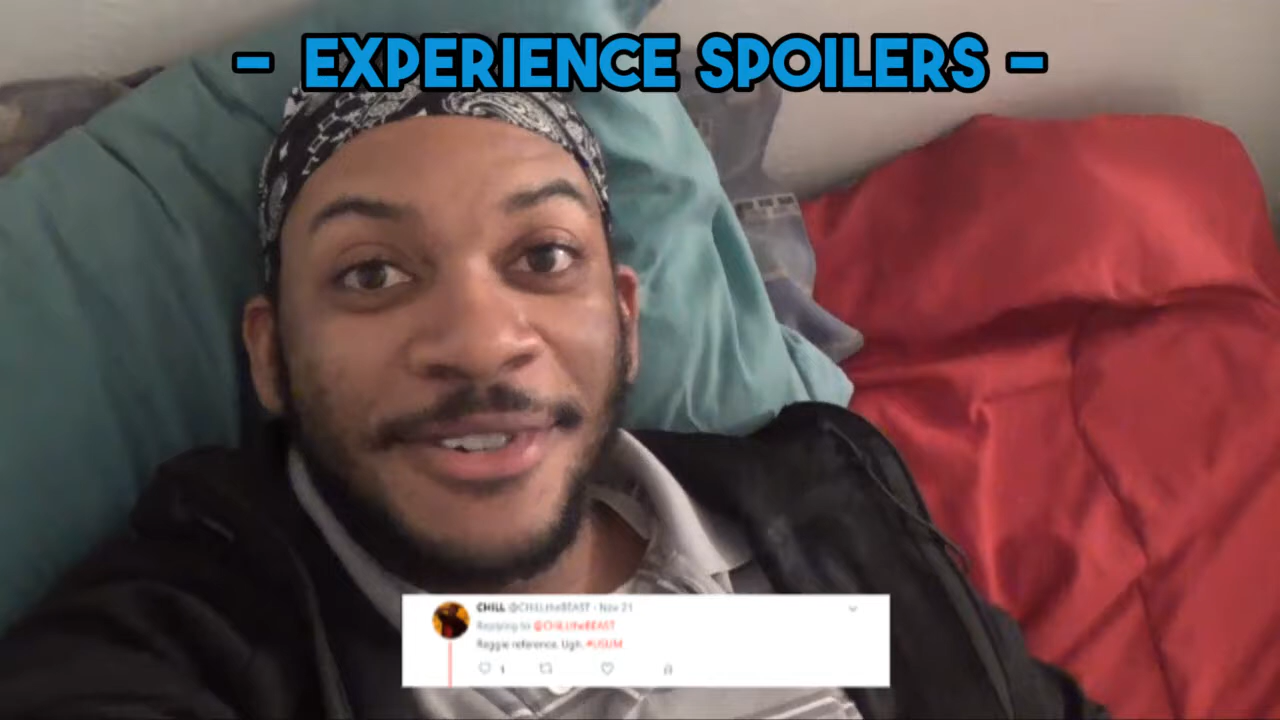 - EXPERIENCE SPOILERS -
CHILL @CHiLLtheBEAST · Nov 21
Replying to @CHiLLtheBEAST
Reggie reference. Ugh. #USUM
1